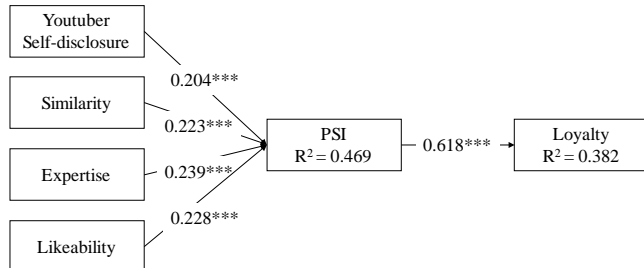 Youtuber
Self-disclosure
0.204***
Similarity
0.223***
PSI
R² = 0.469
0.618***
Loyalty
R² = 0.382
Expertise
0.239***
0.228***
Likeability